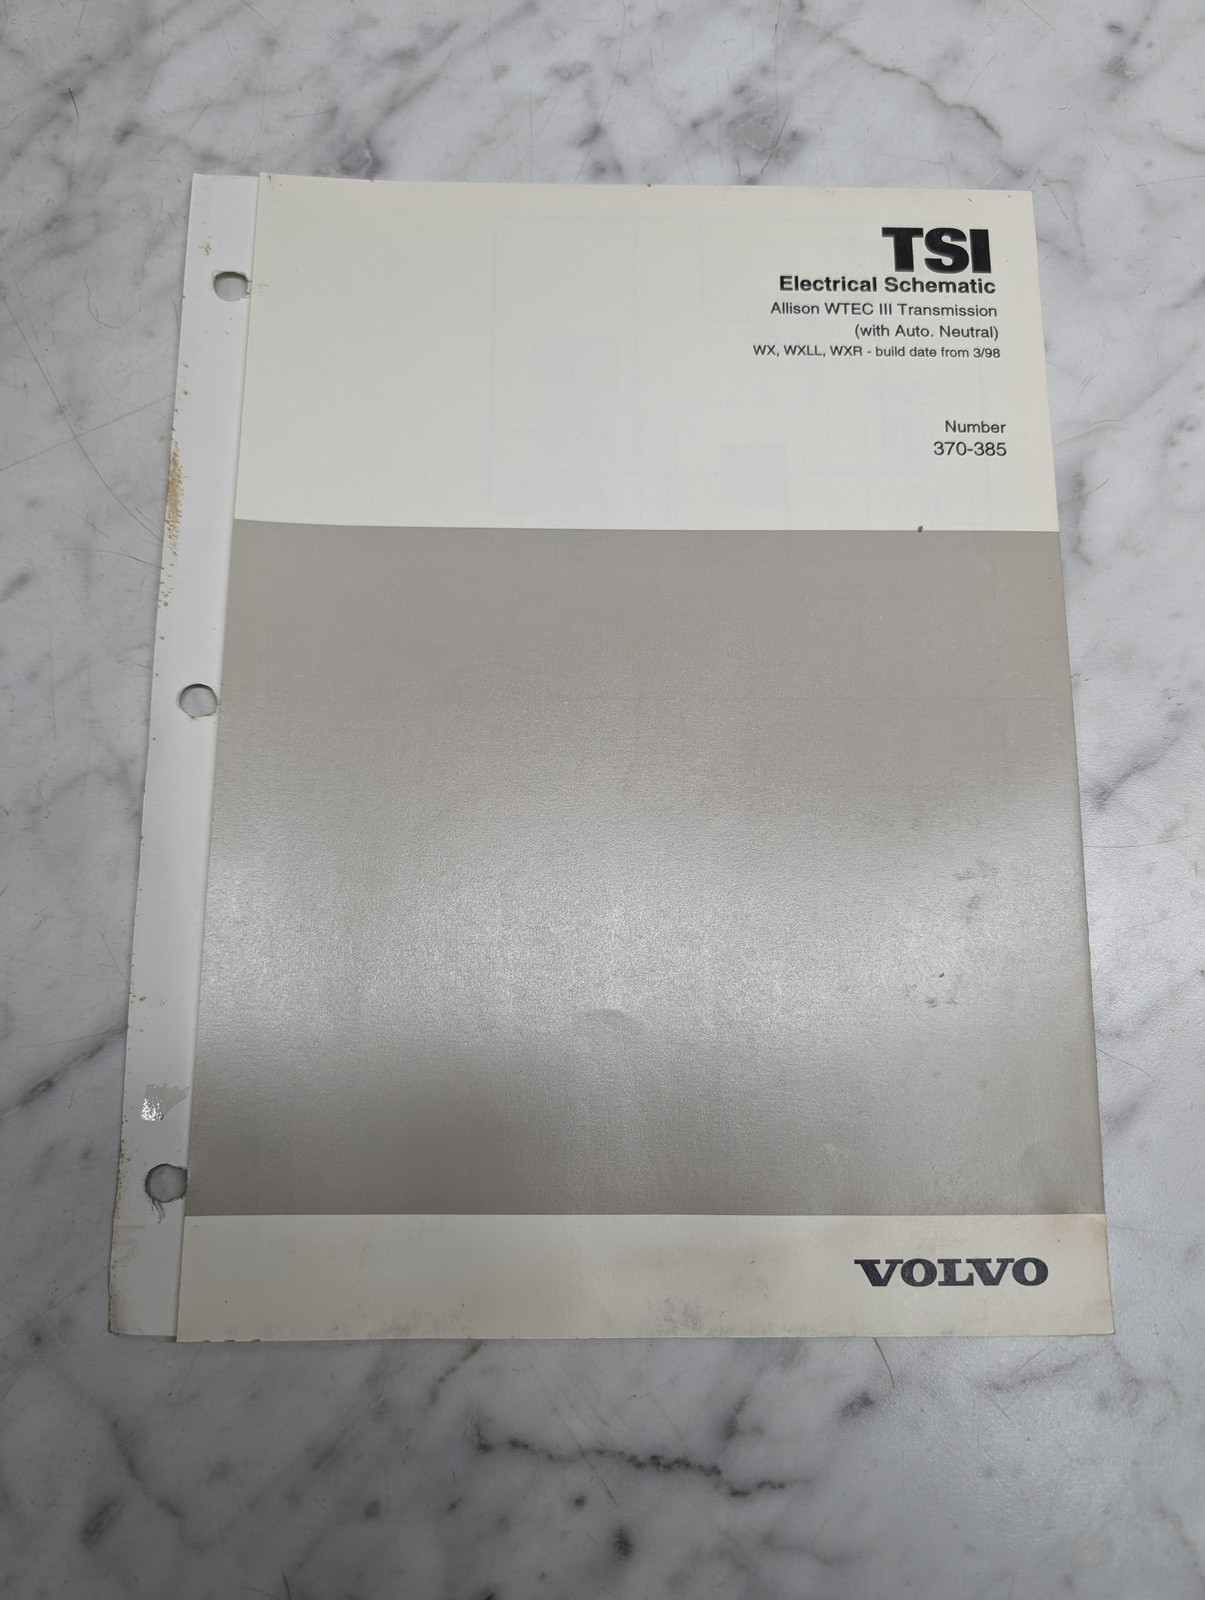 TSI
Electrical Schematic
Allison WTEC III Transmission
(with Auto. Neutral)
WX, WXLL, WXR - build date from 3/98
Number
370-385
VOLVO